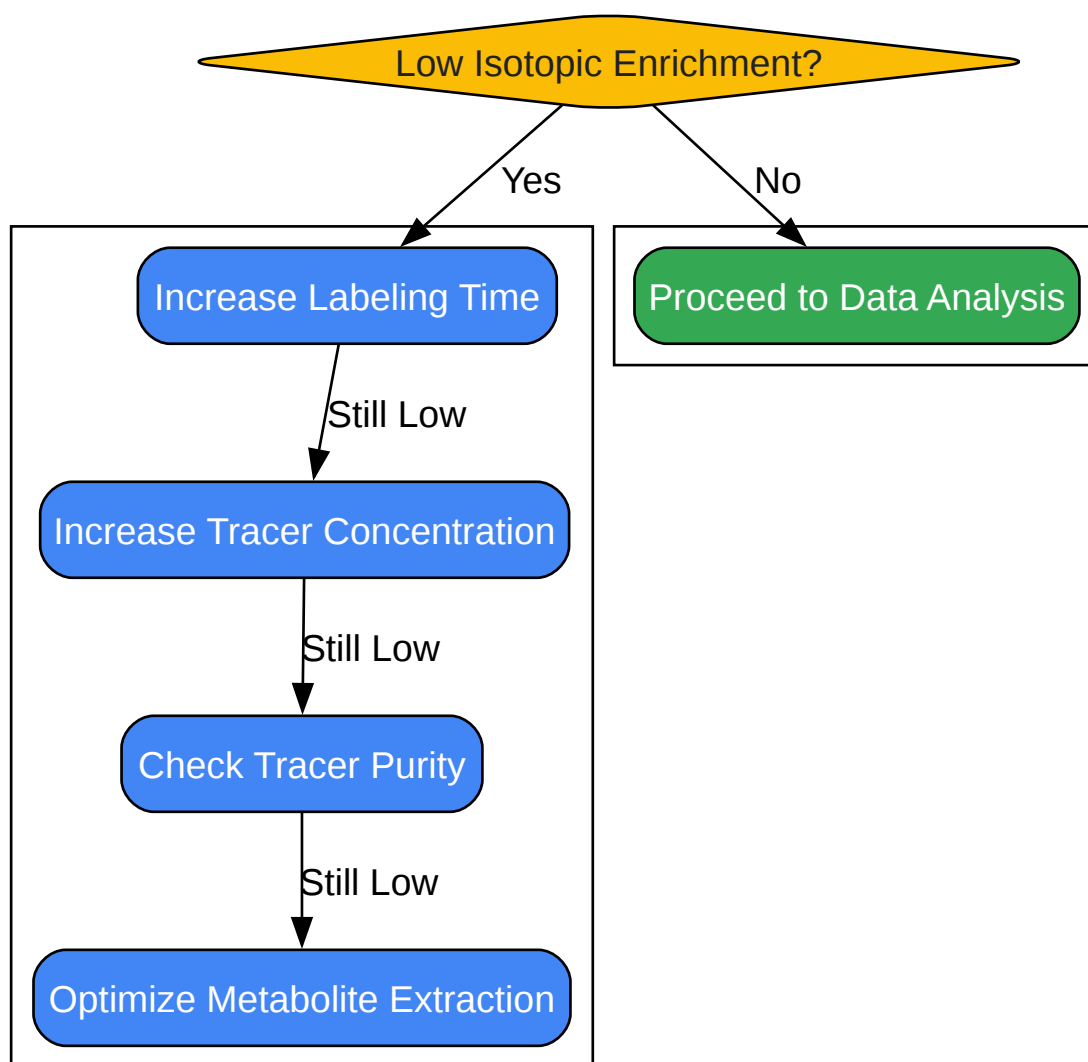 Low Isotopic Enrichment?
Yes
No
Increase Labeling Time
Proceed to Data Analysis
Still Low
Increase Tracer Concentration
Still Low
Check Tracer Purity
Still Low
Optimize Metabolite Extraction